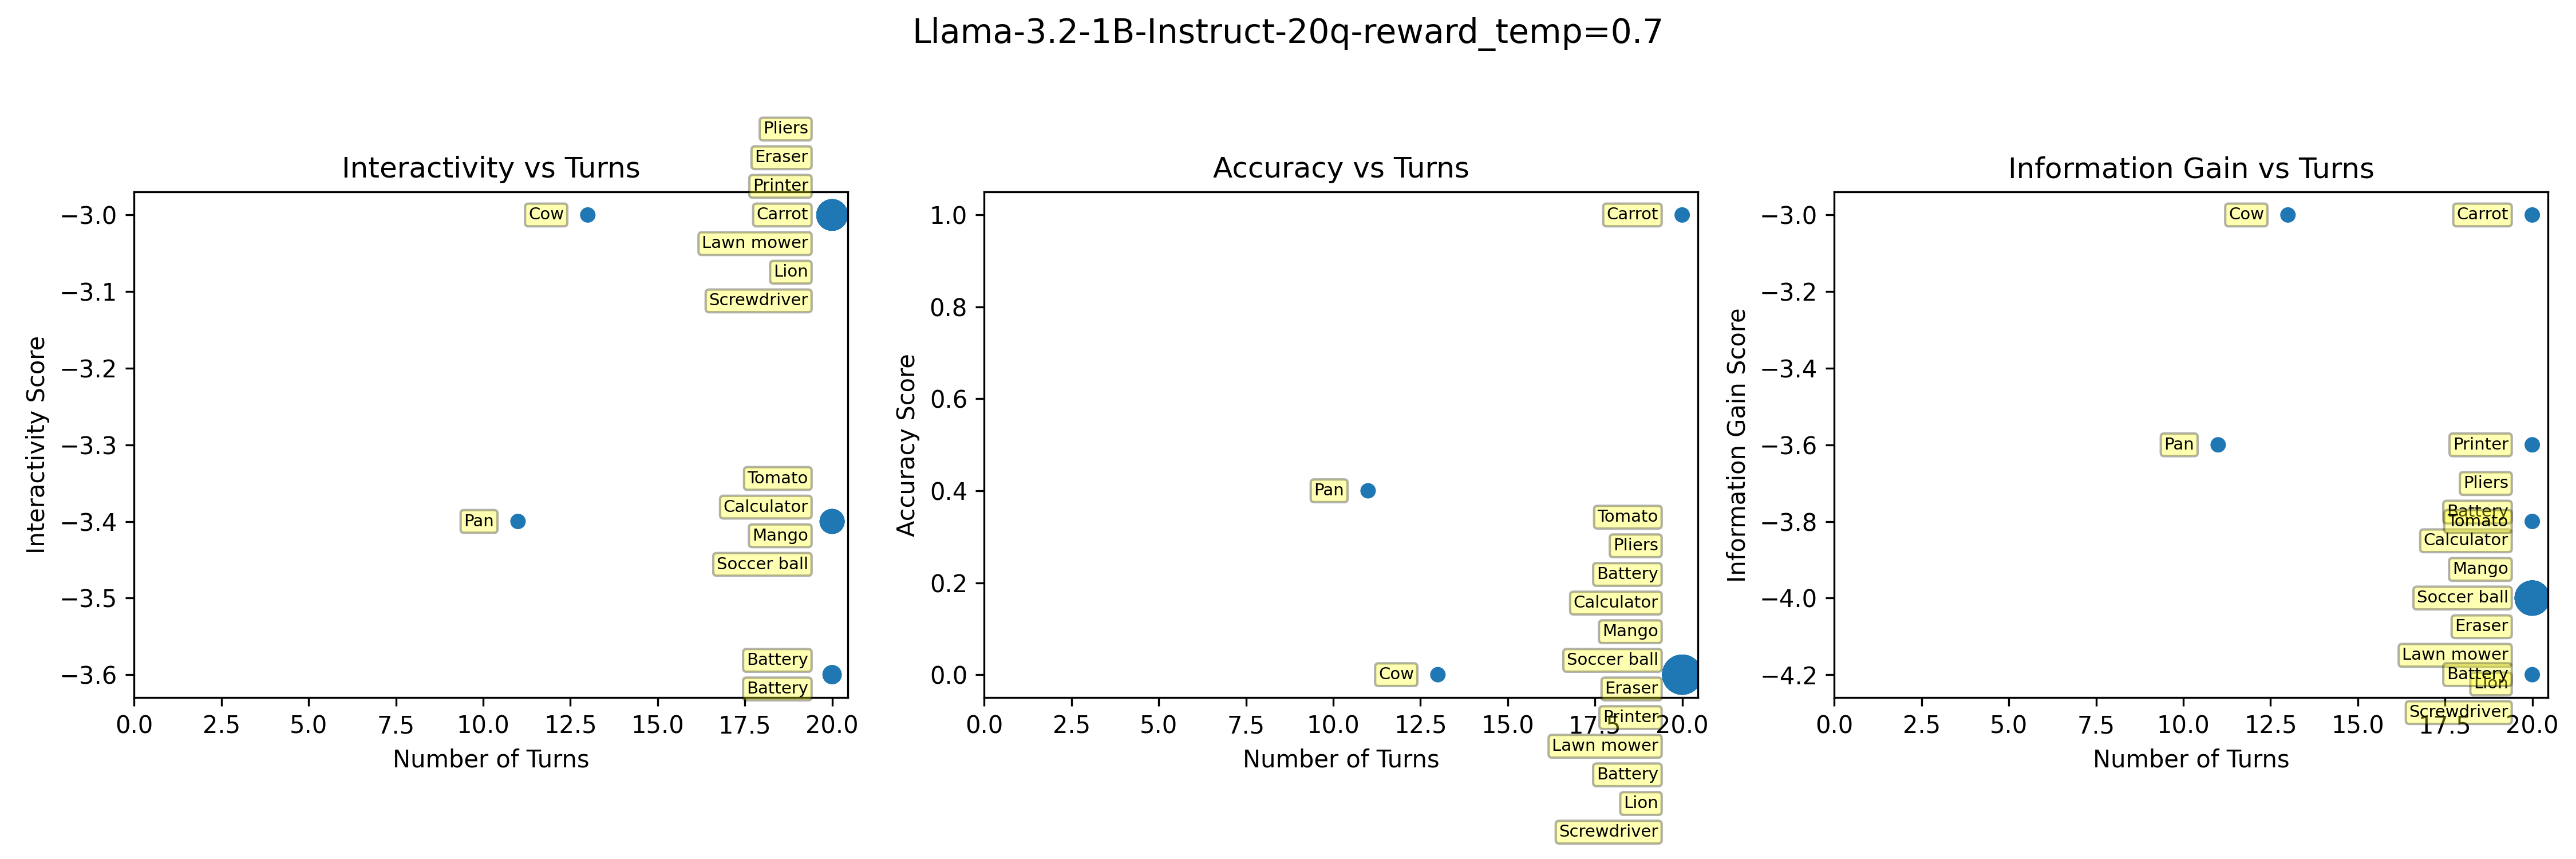 Llama-3.2-1B-Instruct-20q-reward_temp=0.7
Interactivity vs Turns
Interactivity Score
−3.0
−3.1
−3.2
−3.3
−3.4
−3.5
−3.6
Pliers
Eraser
Printer
Carrot
Lawn mower
Lion
Screwdriver
Cow
Tomato
Calculator
Mango
Soccer ball
Pan
Battery
Battery
0.0 2.5 5.0 7.5 10.0 12.5 15.0 17.5 20.0
Number of Turns
Accuracy vs Turns
Accuracy Score
1.0
0.8
0.6
0.4
0.2
0.0
Carrot
Pan
Tomato
Pliers
Battery
Calculator
Mango
Soccer ball
Cow
Eraser
Printer
Lawn mower
Battery
Lion
Screwdriver
0.0 2.5 5.0 7.5 10.0 12.5 15.0 17.5 20.0
Number of Turns
Information Gain vs Turns
Information Gain Score
−3.0
−3.2
−3.4
−3.6
−3.8
−4.0
−4.2
Cow
Carrot
Pan
Printer
Pliers
Battery
Tomato
Calculator
Mango
Soccer ball
Eraser
Lawn mower
Battery
Lion
Screwdriver
0.0 2.5 5.0 7.5 10.0 12.5 15.0 17.5 20.0
Number of Turns